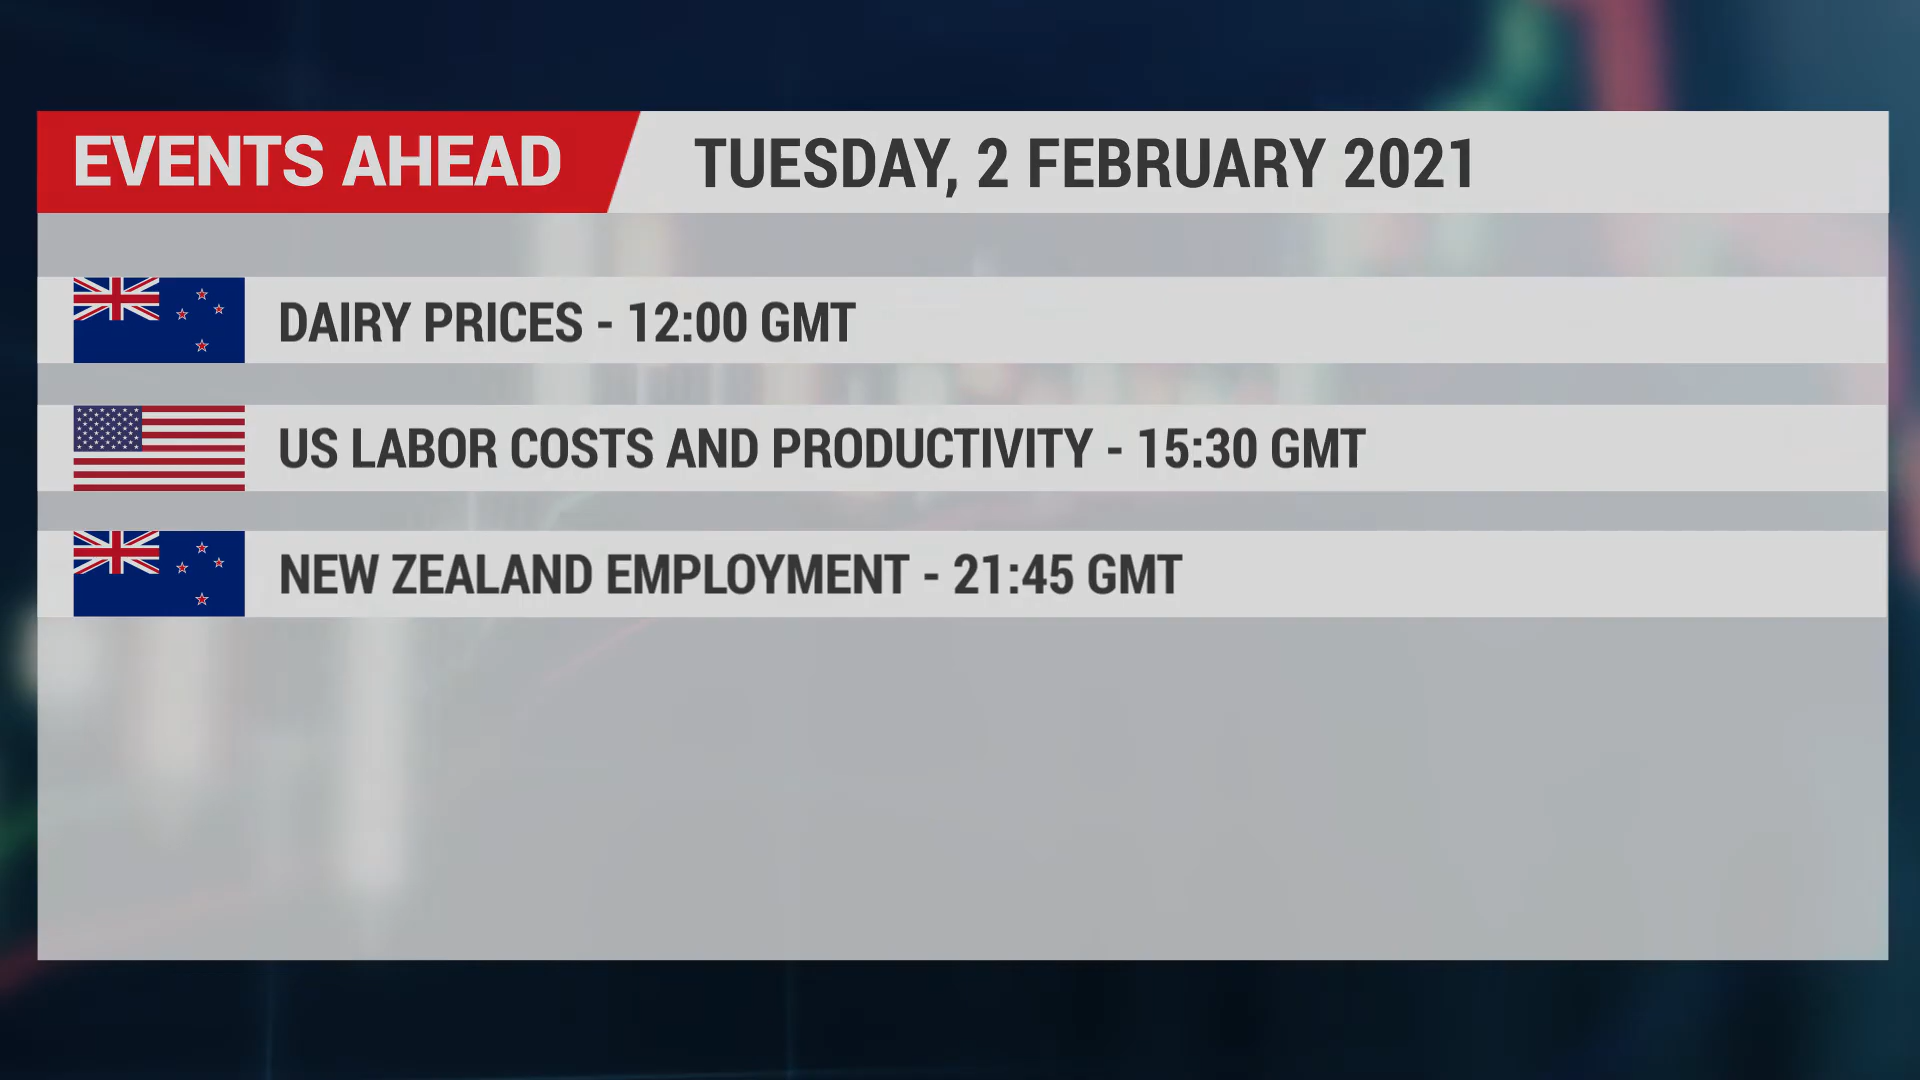 EVENTS AHEAD
TUESDAY, 2 FEBRUARY 2021
DAIRY PRICES - 12:00 GMT
US LABOR COSTS AND PRODUCTIVITY - 15:30 GMT
NEW ZEALAND EMPLOYMENT - 21:45 GMT